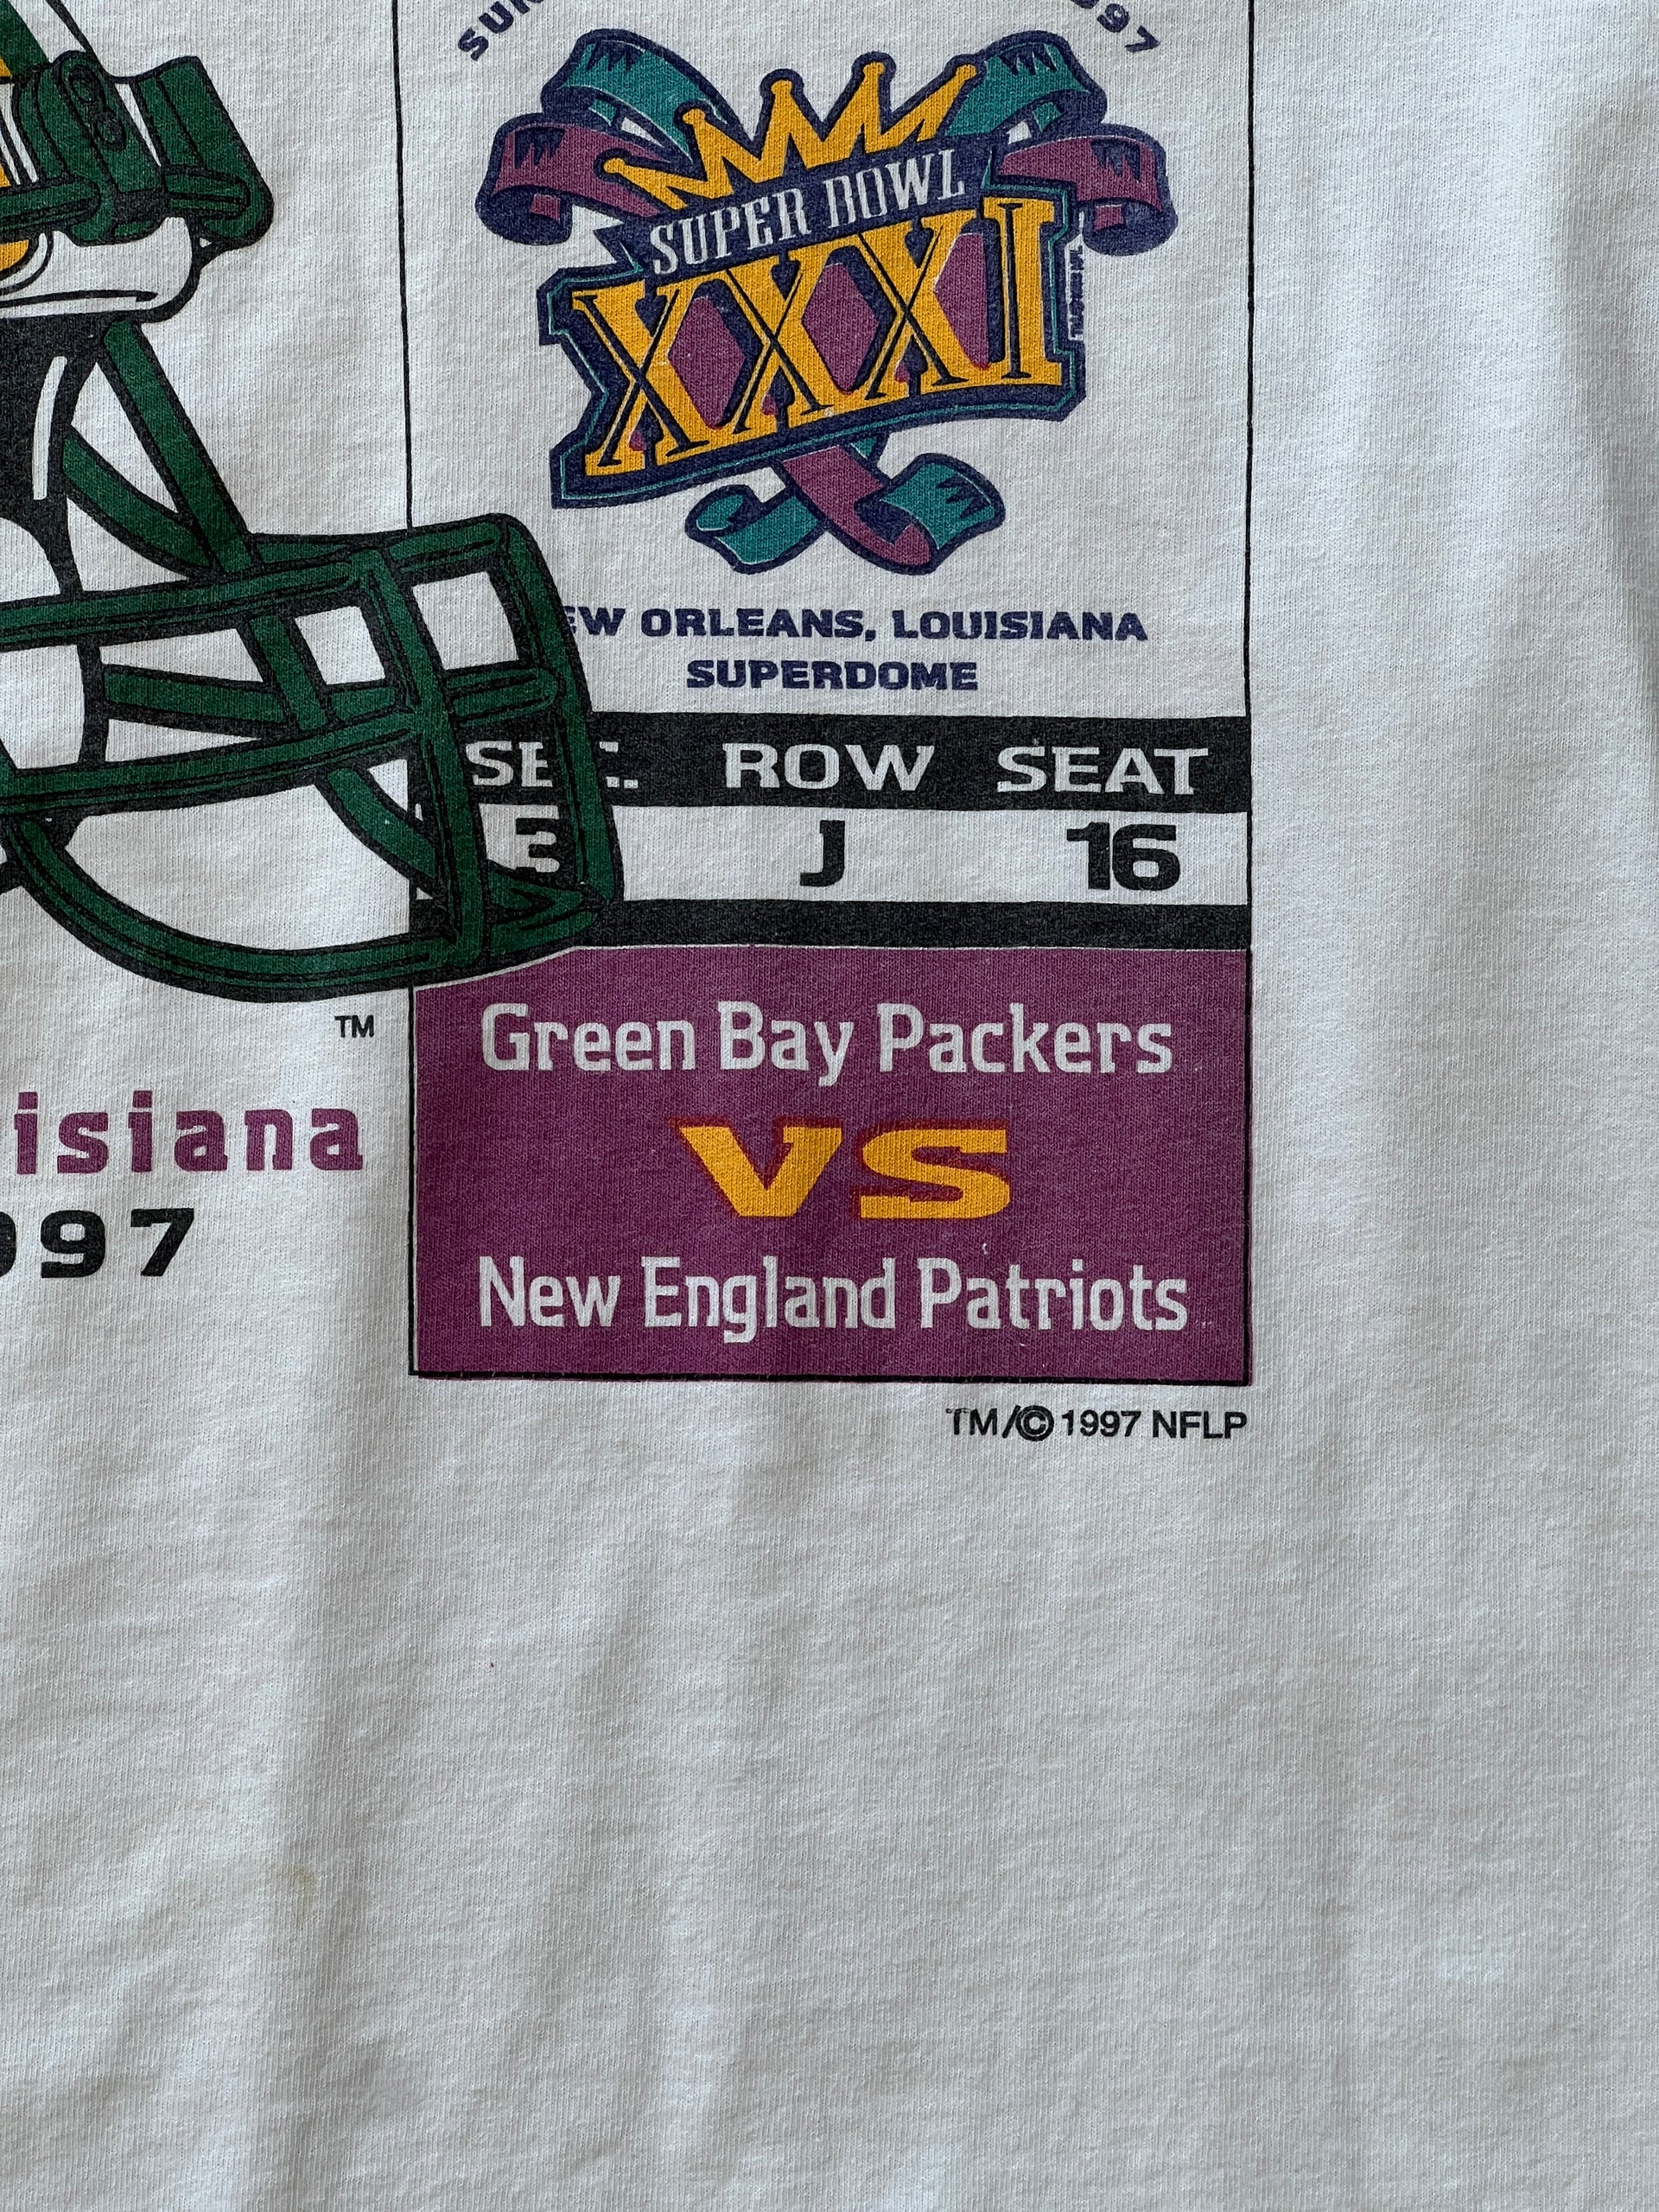 SUPER BOWL
XXXI
ORLEANS, LOUISIANA
SUPERDOME
ROW SEAT
3 J 16
TM
Green Bay Packers
VS
New England Patriots
isiana
997
TM/© 1997 NFLP